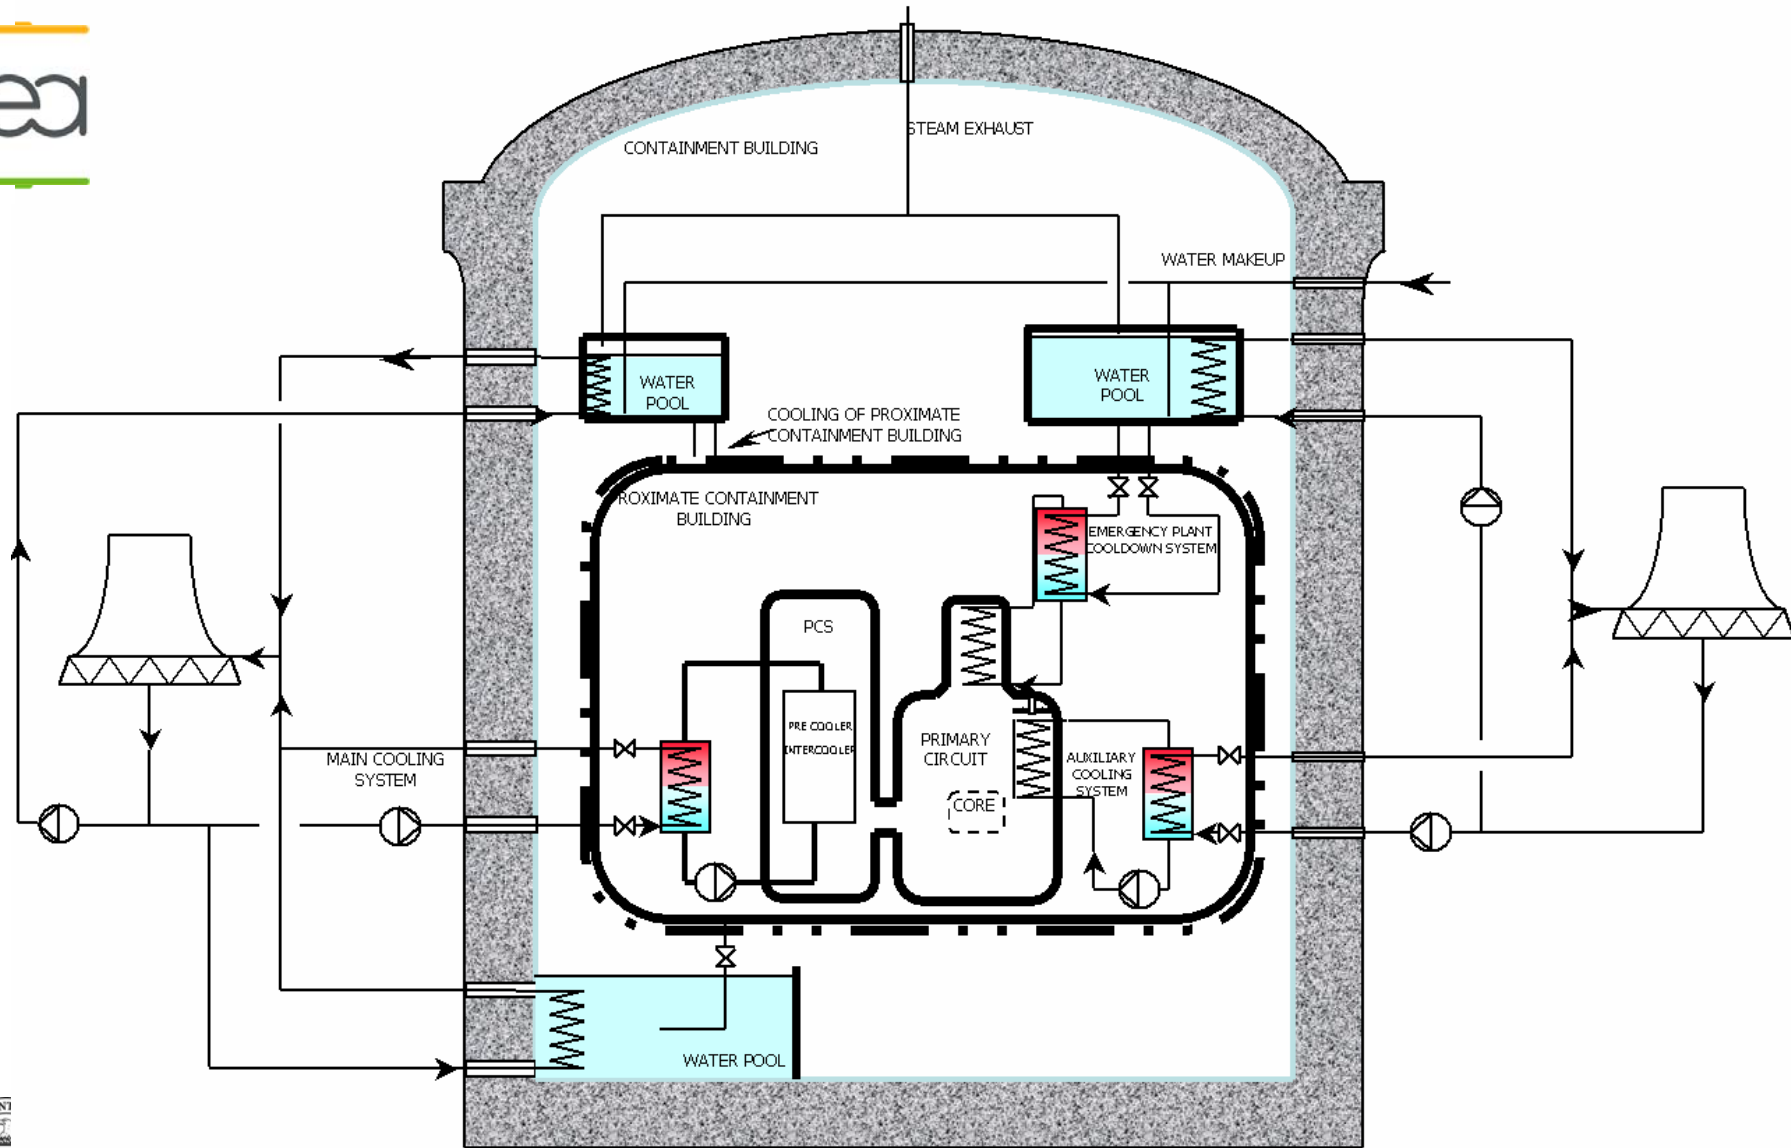 ea
STEAM EXHAUST
CONTAINMENT BUILDING
WATER MAKEUP
WATER
POOL
WATER
POOL
COOLING OF PROXIMATE
CONTAINMENT BUILDING
ROXIMATE CONTAINMENT
BUILDING
EMERGENCY PLANT
COOLDOWN SYSTEM
PCS
PRE COOLER
INTERCOOLER
PRIMARY
CIRCUIT
CORE
AUXILIARY
COOLING
SYSTEM
MAIN COOLING
SYSTEM
WATER POOL